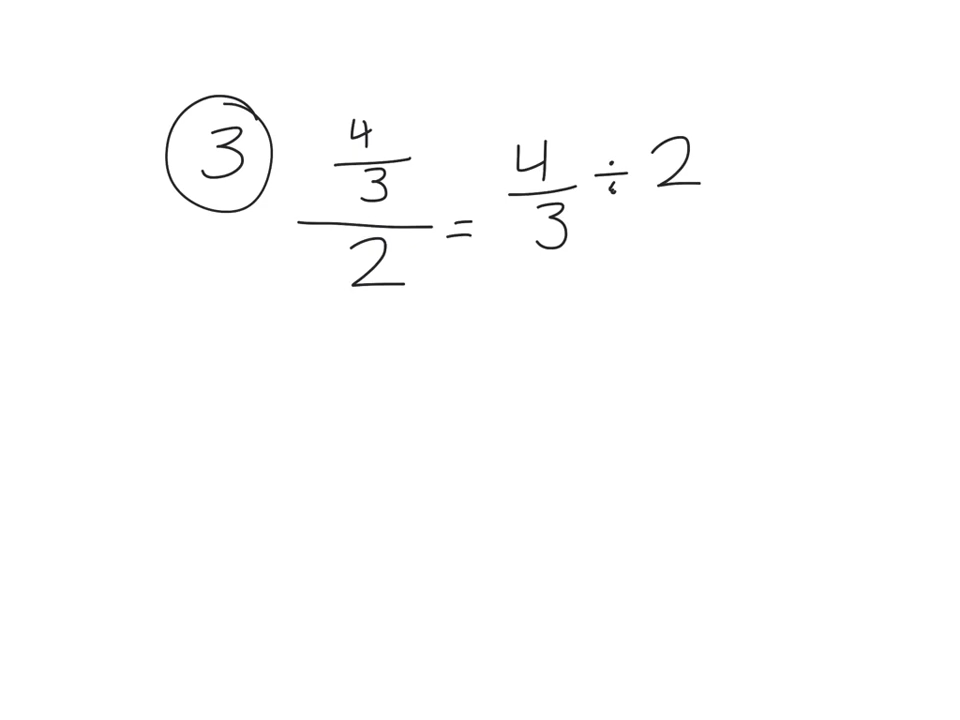 3 4/3 / 2 = 4/3 ÷ 2